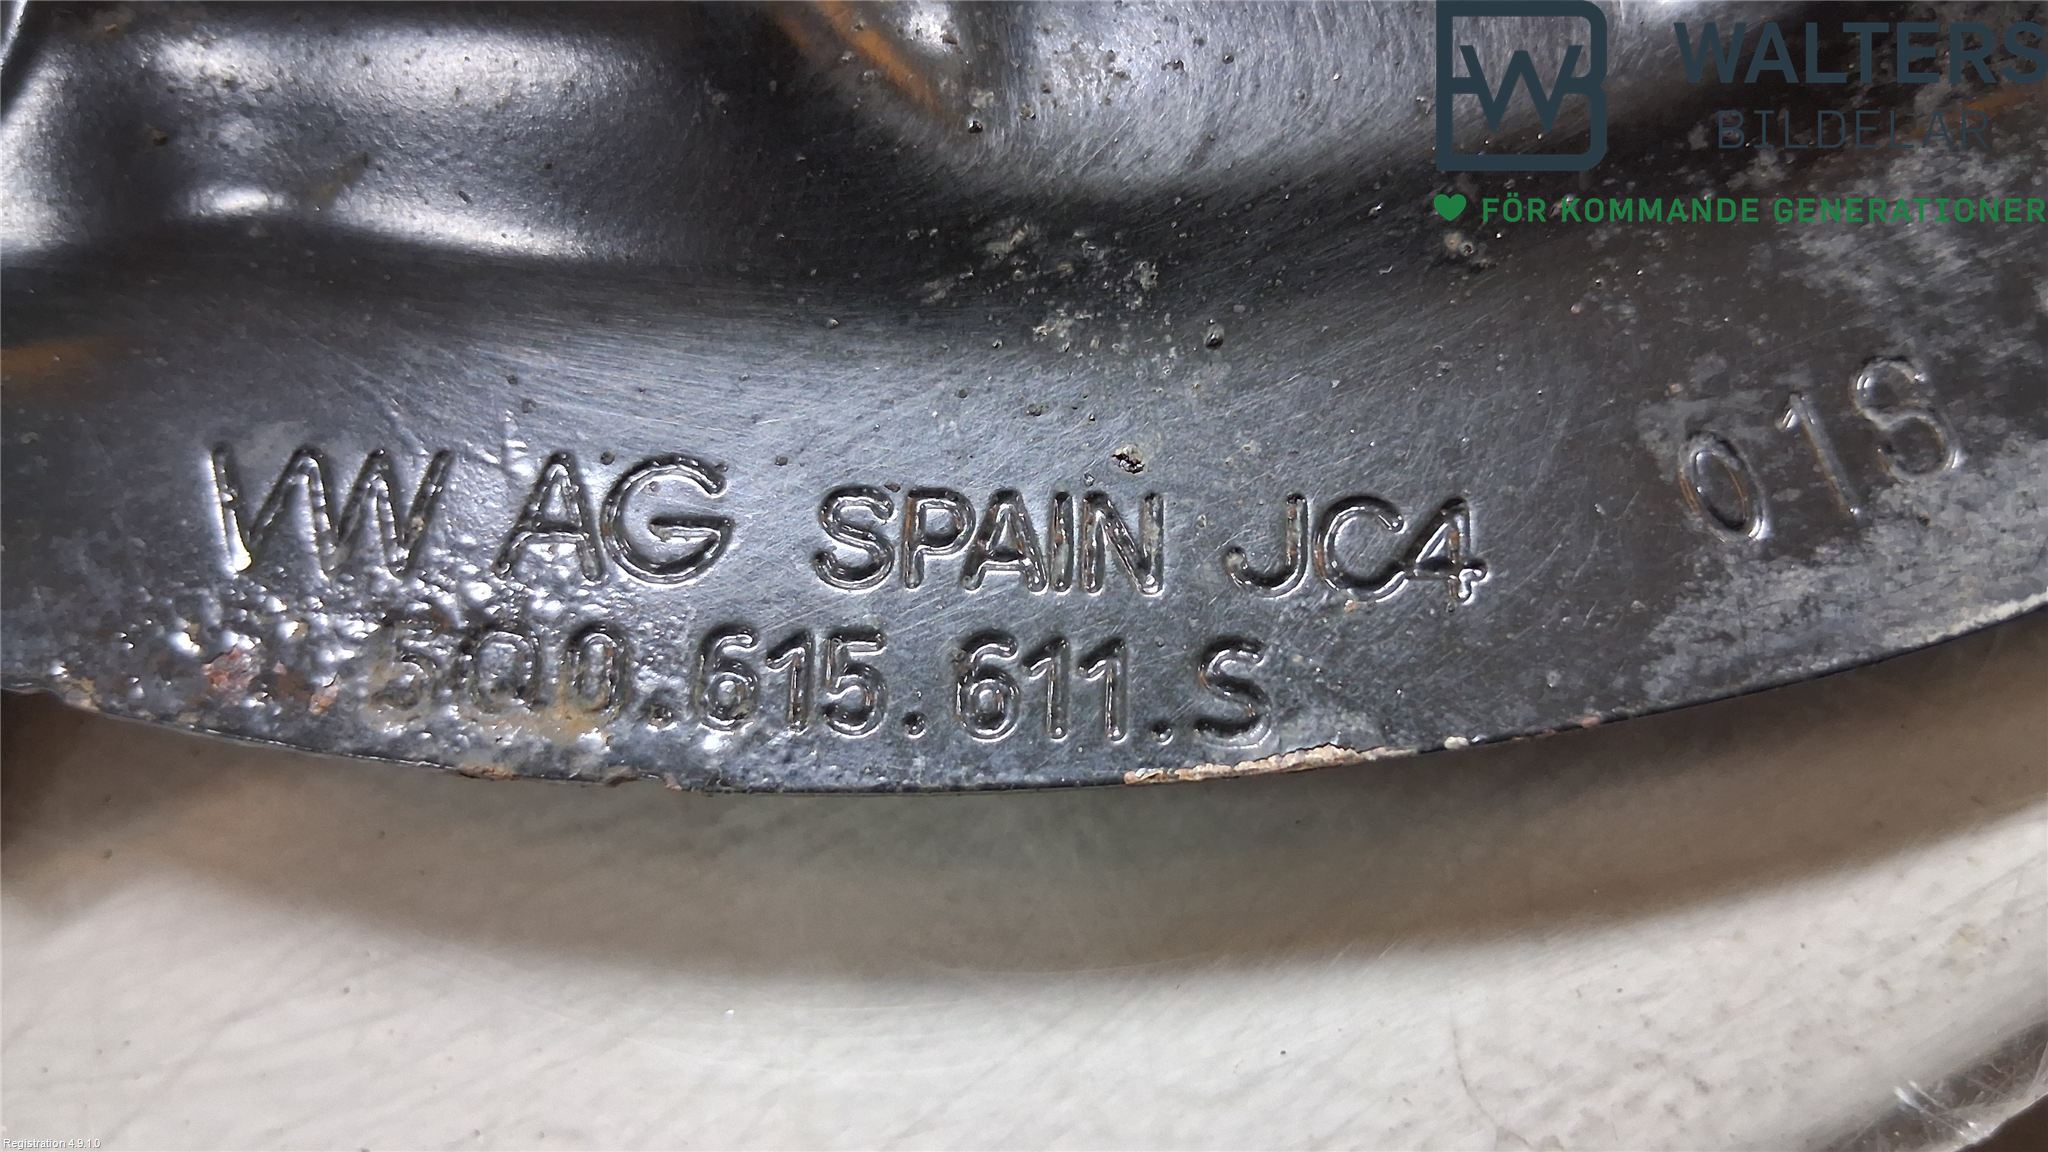 WALTERS
BILDELAR
FÖR KOMMANDE GENERATIONER
01S
VW AG SPAIN JC4
5Q0.615.611.S
Registration 4.9.1.0